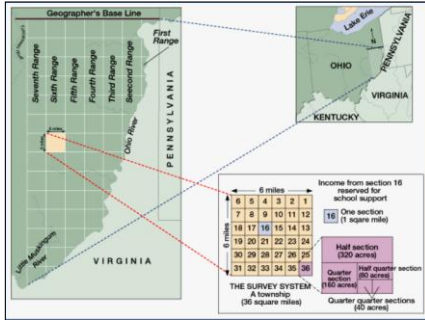 Geographer's Base Line
First
Range
Seventh Range
Sixth Range
Fifth Range
Fourth Range
Third Range
Seecond Range
Ohio River
PENNSYLVANIA
Little Muskingum
River
VIRGINIA
Lake Erie
N
OHIO
PENNSYLVANIA
VIRGINIA
KENTUCKY
6 miles
6 miles
6 5 4 3 2 1
7 8 9 10 11 12
18 17 16 15 14 13
19 20 21 22 23 24
30 29 28 27 26 25
31 32 33 34 35 36
THE SURVEY SYSTEM
A township
(36 square miles)
Income from section 16
reserved for
school support
16
One section
(1 sqare mile)
Half section
(320 acres)
Quarter
section
(160 acres)
Half quarter section
(80 acres)
Quarter quarter sections
(40 acres)